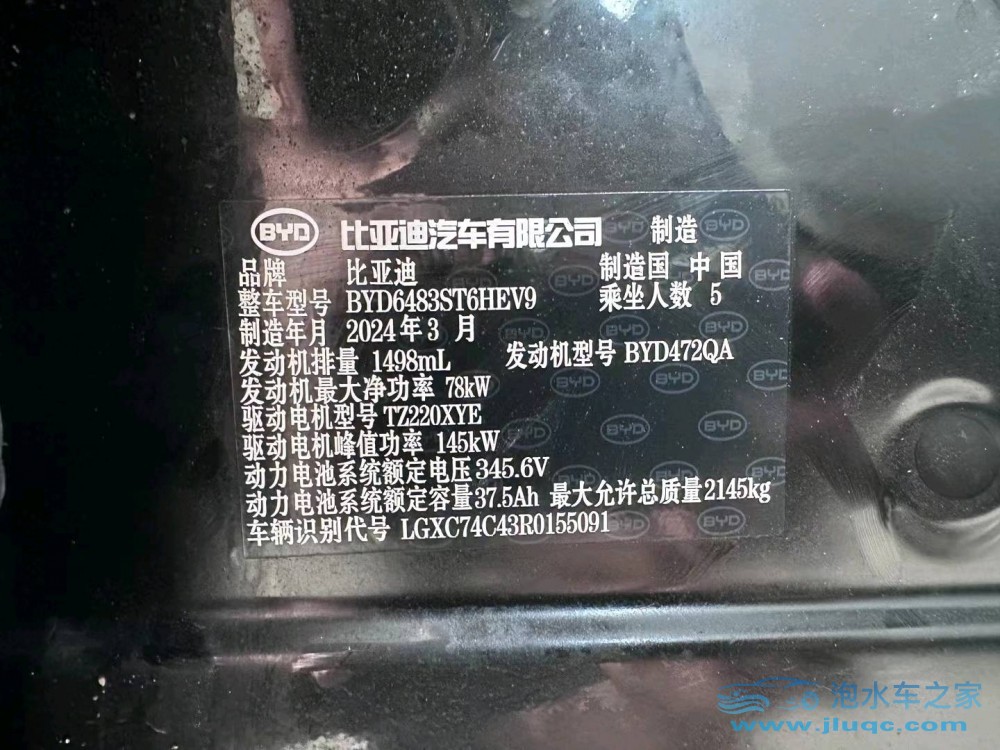 BYD 比亚迪汽车有限公司 制造
品牌 比亚迪 制造国 中国
整车型号 BYD6483ST6HEV9 乘坐人数 5
制造年月 2024年3月
发动机排量 1498mL 发动机型号 BYD472QA
发动机最大净功率 78kW
驱动电机型号 TZ220XYE
驱动电机峰值功率 145kW
动力电池系统额定电压 345.6V
动力电池系统额定容量 37.5Ah 最大允许总质量 2145kg
车辆识别代号 LGXC74C43R0155091
泡水车之家
www.jluqc.com